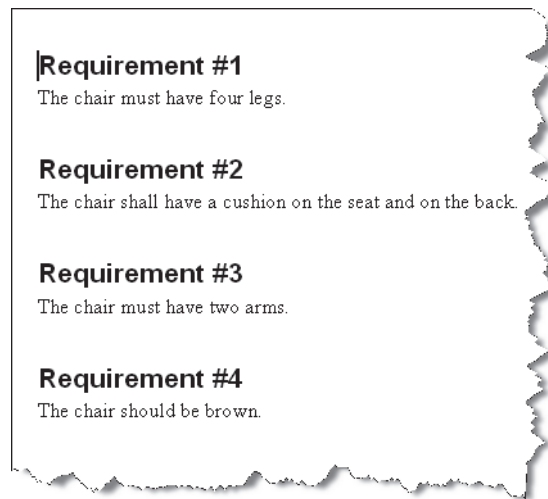 Requirement #1
The chair must have four legs.
Requirement #2
The chair shall have a cushion on the seat and on the back.
Requirement #3
The chair must have two arms.
Requirement #4
The chair should be brown.